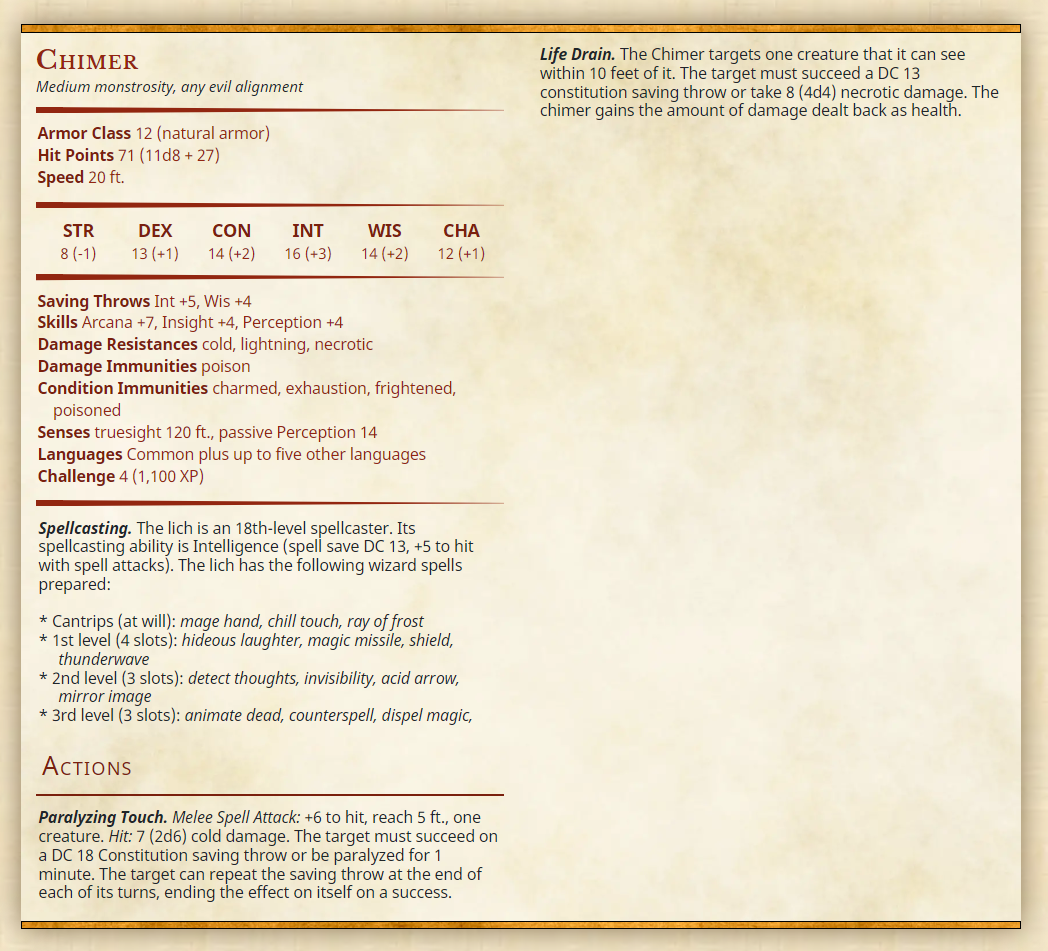 Chimer
Medium monstrosity, any evil alignment
Armor Class 12 (natural armor)
Hit Points 71 (11d8 + 27)
Speed 20 ft.
STR DEX CON INT WIS CHA
8 (-1) 13 (+1) 14 (+2) 16 (+3) 14 (+2) 12 (+1)
Saving Throws Int +5, Wis +4
Skills Arcana +7, Insight +4, Perception +4
Damage Resistances cold, lightning, necrotic
Damage Immunities poison
Condition Immunities charmed, exhaustion, frightened,
poisoned
Senses truesight 120 ft., passive Perception 14
Languages Common plus up to five other languages
Challenge 4 (1,100 XP)
Spellcasting. The lich is an 18th-level spellcaster. Its
spellcasting ability is Intelligence (spell save DC 13, +5 to hit
with spell attacks). The lich has the following wizard spells
prepared:
* Cantrips (at will): mage hand, chill touch, ray of frost
* 1st level (4 slots): hideous laughter, magic missile, shield,
thunderwave
* 2nd level (3 slots): detect thoughts, invisibility, acid arrow,
mirror image
* 3rd level (3 slots): animate dead, counterspell, dispel magic,
Actions
Paralyzing Touch. Melee Spell Attack: +6 to hit, reach 5 ft., one
creature. Hit: 7 (2d6) cold damage. The target must succeed on
a DC 18 Constitution saving throw or be paralyzed for 1
minute. The target can repeat the saving throw at the end of
each of its turns, ending the effect on itself on a success.
Life Drain. The Chimer targets one creature that it can see
within 10 feet of it. The target must succeed a DC 13
constitution saving throw or take 8 (4d4) necrotic damage. The
chimer gains the amount of damage dealt back as health.